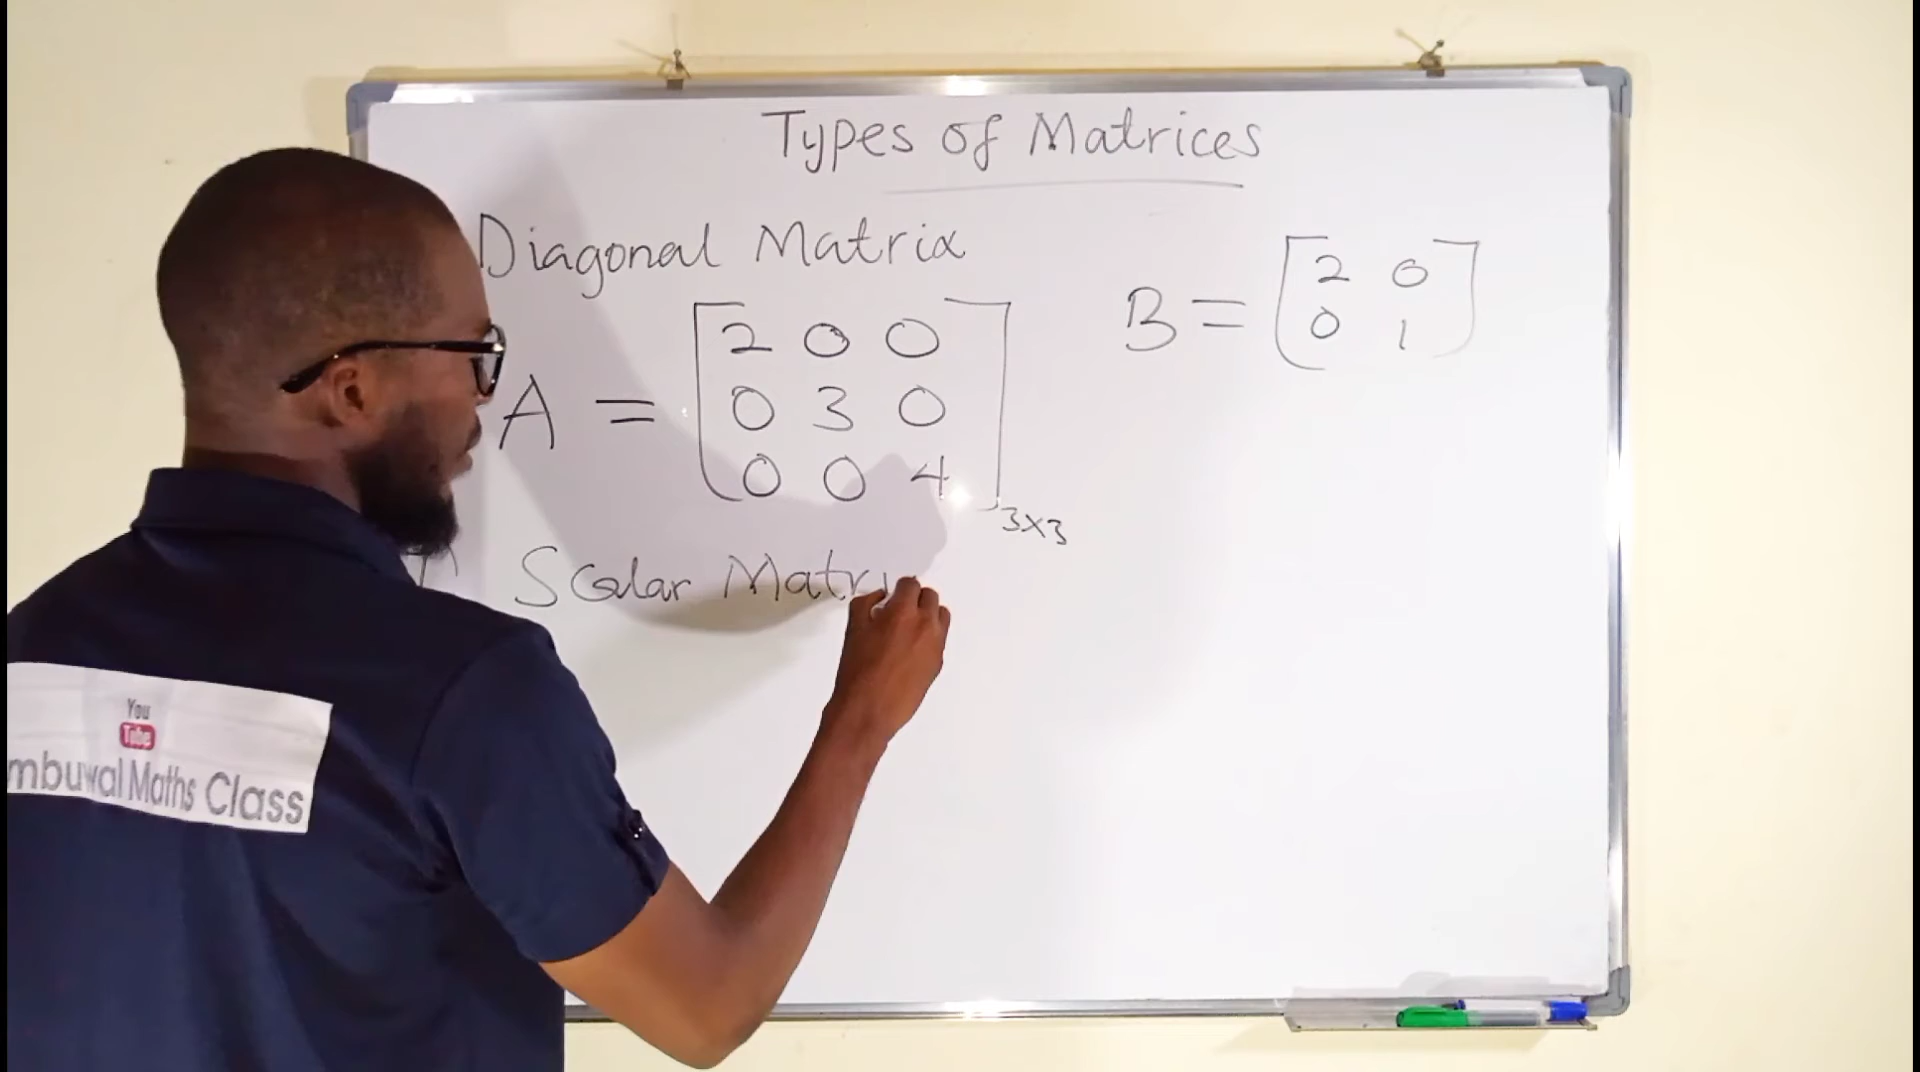 Types of Matrices
Diagonal Matrix
A = [2 0 0
0 3 0
0 0 4] 3x3
B = [2 0
0 1]
Scalar Matri
You
Tube
mbuwal Maths Class